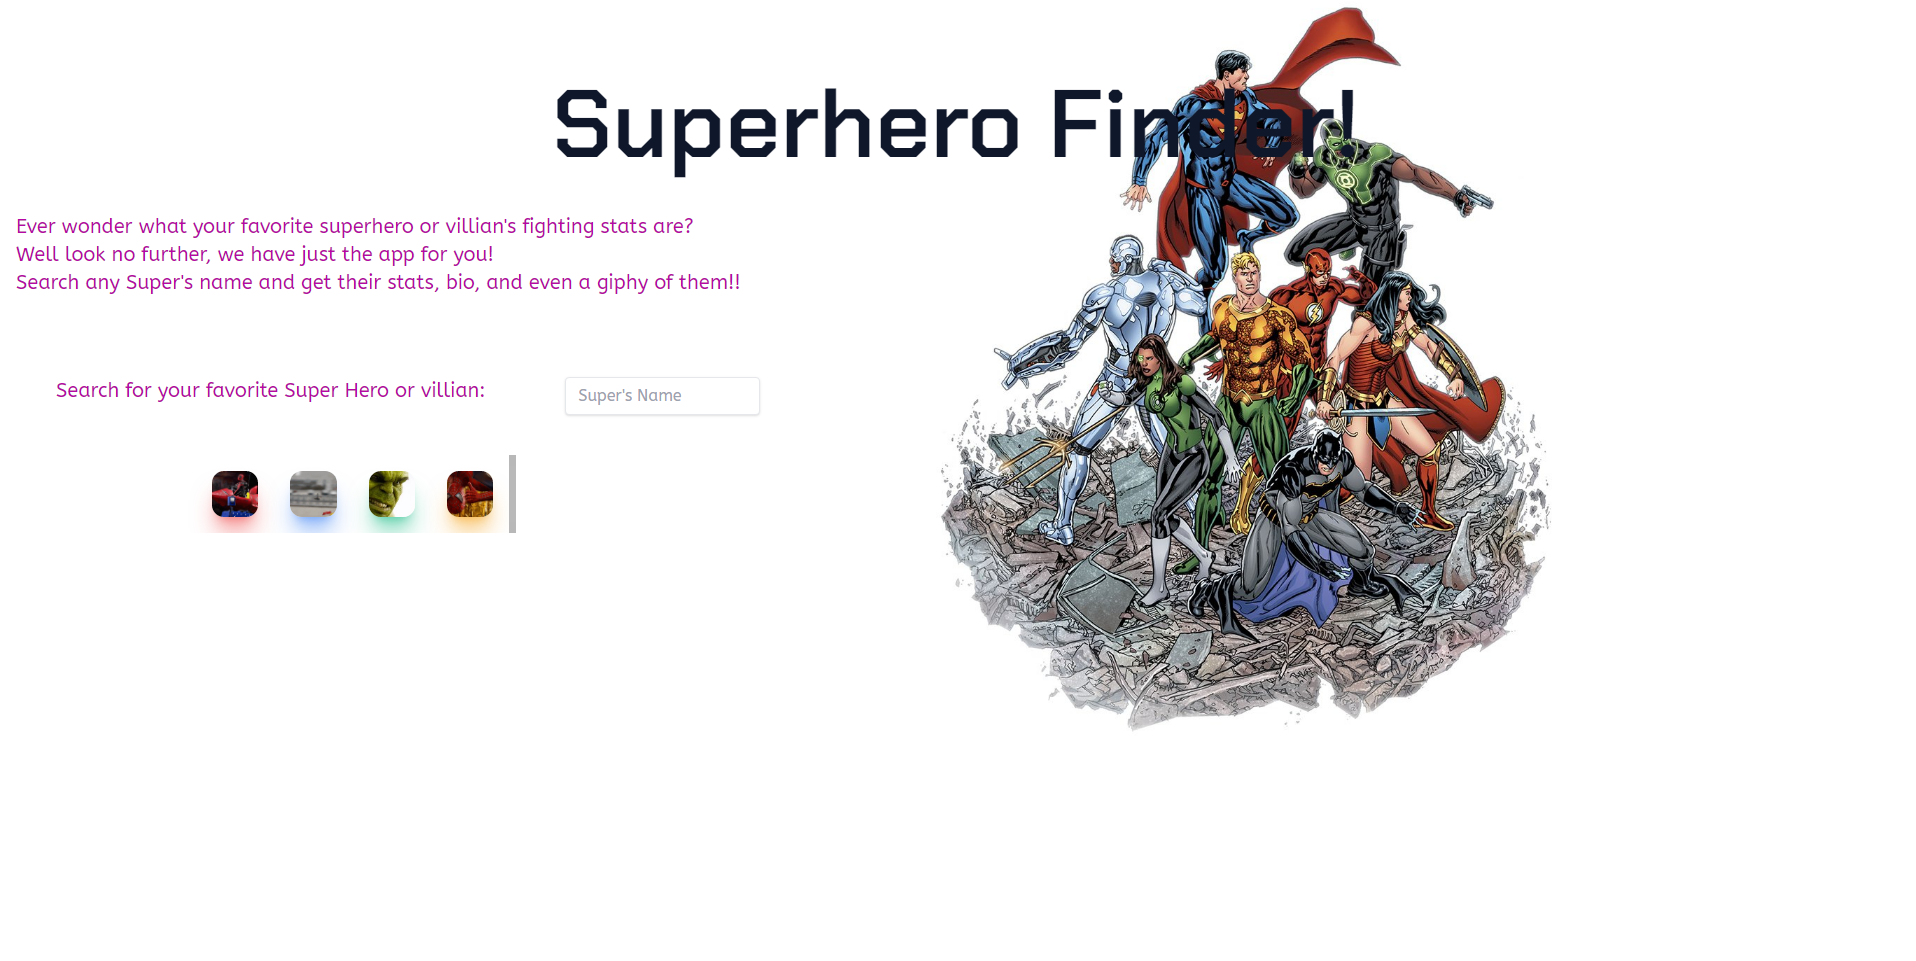 Superhero Finder!
Ever wonder what your favorite superhero or villian's fighting stats are?
Well look no further, we have just the app for you!
Search any Super's name and get their stats, bio, and even a giphy of them!!
Search for your favorite Super Hero or villian:
Super's Name